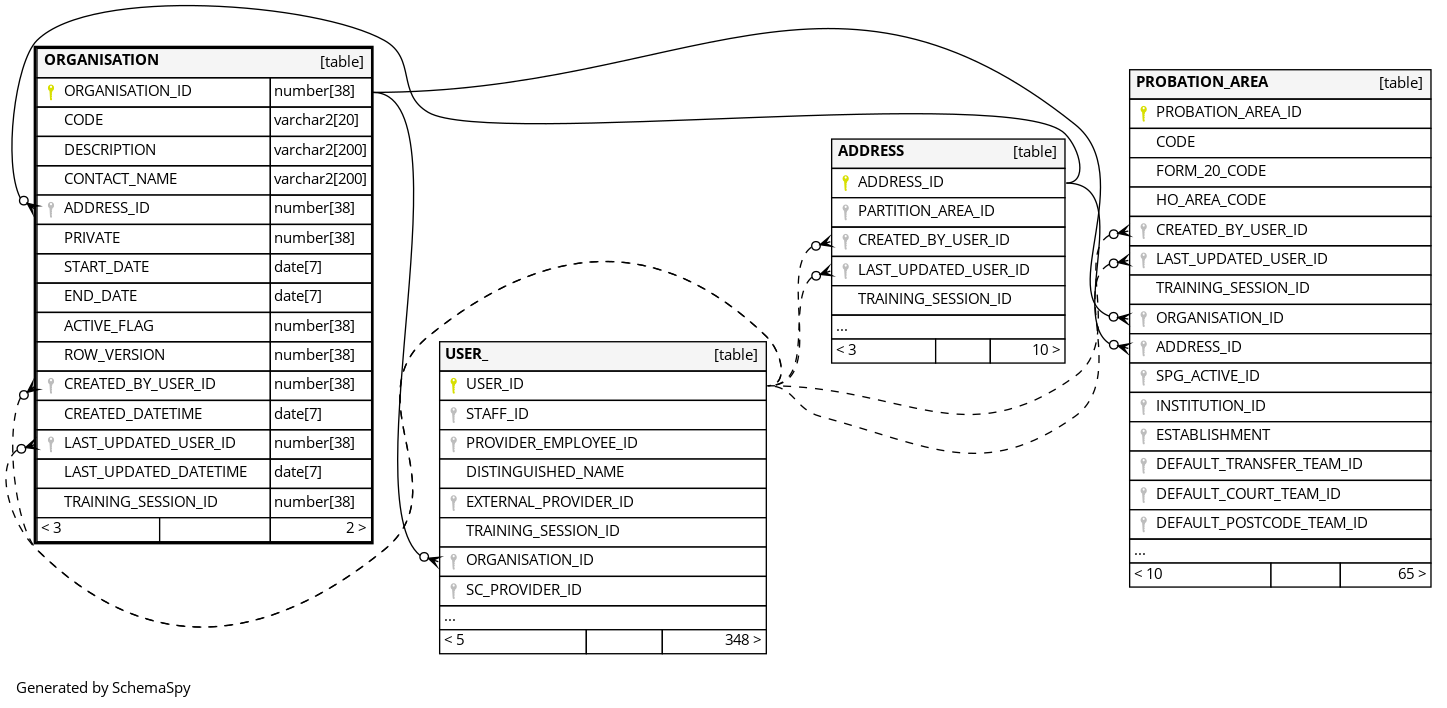 ORGANISATION [table]
ORGANISATION_ID number[38]
CODE varchar2[20]
DESCRIPTION varchar2[200]
CONTACT_NAME varchar2[200]
ADDRESS_ID number[38]
PRIVATE number[38]
START_DATE date[7]
END_DATE date[7]
ACTIVE_FLAG number[38]
ROW_VERSION number[38]
CREATED_BY_USER_ID number[38]
CREATED_DATETIME date[7]
LAST_UPDATED_USER_ID number[38]
LAST_UPDATED_DATETIME date[7]
TRAINING_SESSION_ID number[38]
< 3 2 >
USER_ [table]
USER_ID
STAFF_ID
PROVIDER_EMPLOYEE_ID
DISTINGUISHED_NAME
EXTERNAL_PROVIDER_ID
TRAINING_SESSION_ID
ORGANISATION_ID
SC_PROVIDER_ID
...
< 5 348 >
ADDRESS [table]
ADDRESS_ID
PARTITION_AREA_ID
CREATED_BY_USER_ID
LAST_UPDATED_USER_ID
TRAINING_SESSION_ID
...
< 3 10 >
PROBATION_AREA [table]
PROBATION_AREA_ID
CODE
FORM_20_CODE
HO_AREA_CODE
CREATED_BY_USER_ID
LAST_UPDATED_USER_ID
TRAINING_SESSION_ID
ORGANISATION_ID
ADDRESS_ID
SPG_ACTIVE_ID
INSTITUTION_ID
ESTABLISHMENT
DEFAULT_TRANSFER_TEAM_ID
DEFAULT_COURT_TEAM_ID
DEFAULT_POSTCODE_TEAM_ID
...
< 10 65 >
Generated by SchemaSpy